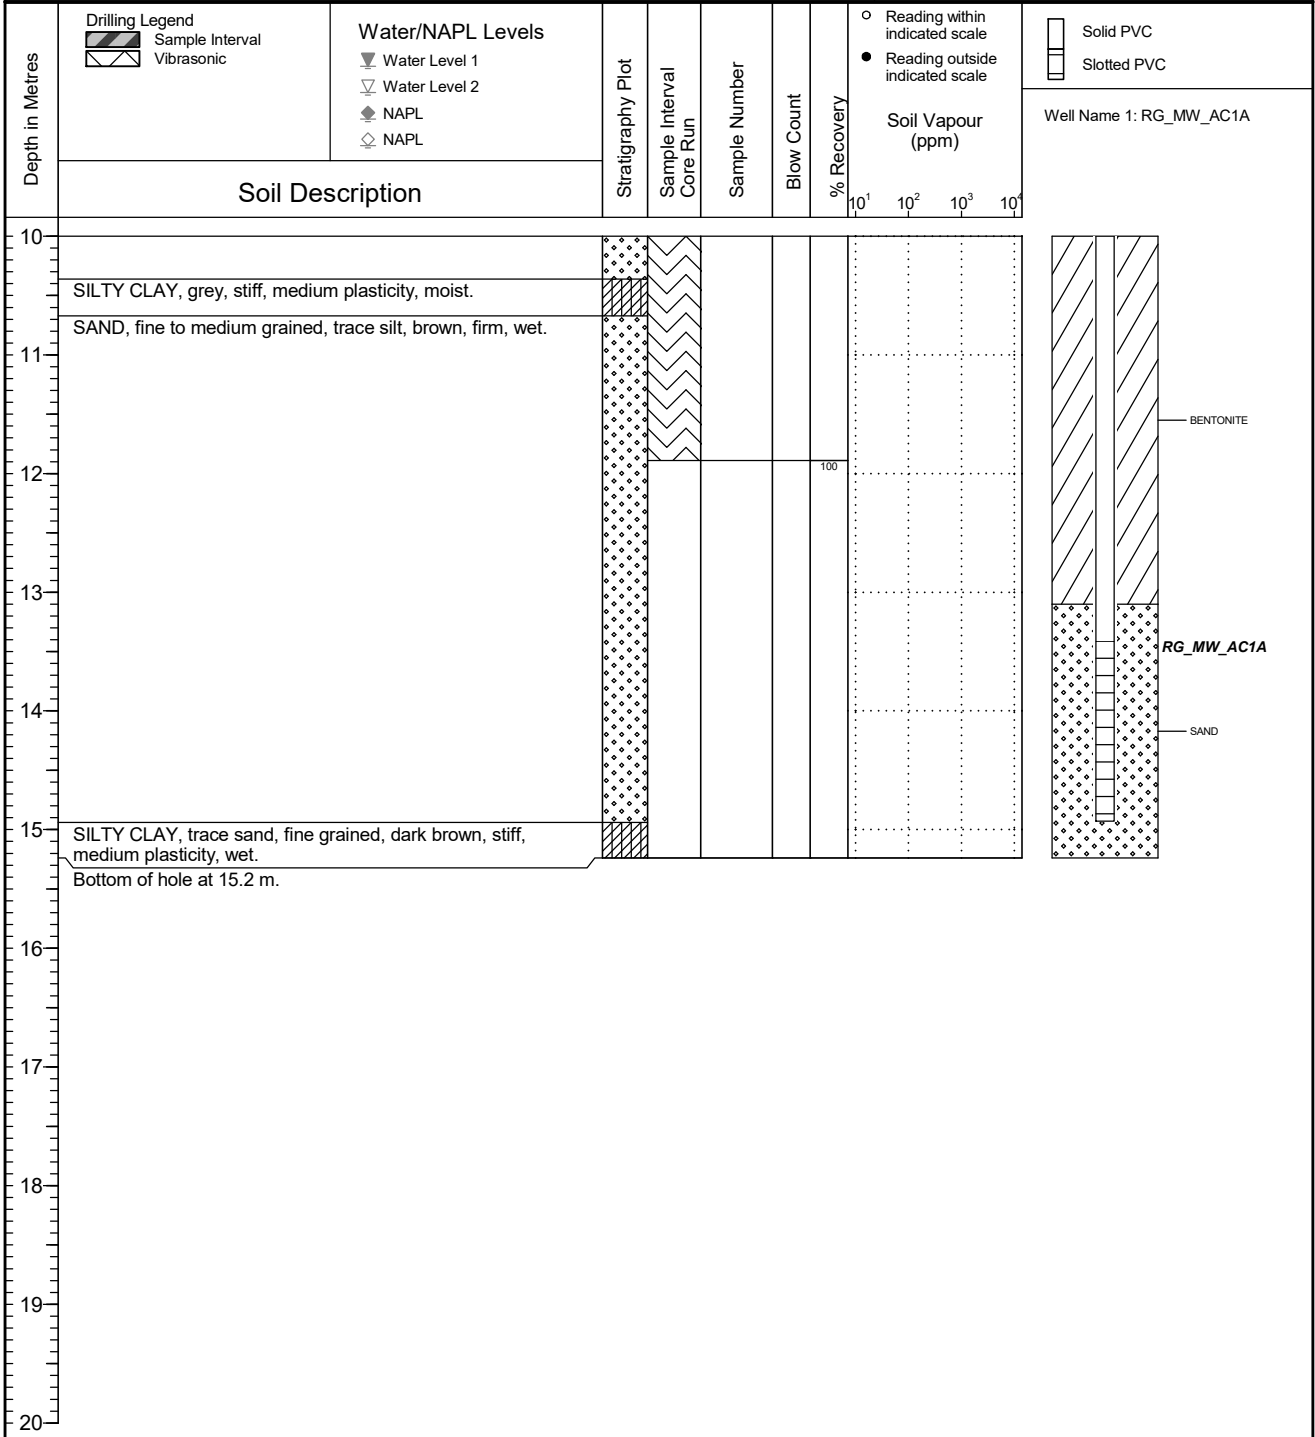 Depth in Metres
Drilling Legend
Sample Interval
Vibrasonic
Water/NAPL Levels
Water Level 1
Water Level 2
NAPL
NAPL
Soil Description
Stratigraphy Plot
Sample Interval
Core Run
Sample Number
Blow Count
% Recovery
Reading within
indicated scale
Reading outside
indicated scale
Soil Vapour
(ppm)
10¹ 10² 10³ 10⁴
Solid PVC
Slotted PVC
Well Name 1: RG_MW_AC1A
10
SILTY CLAY, grey, stiff, medium plasticity, moist.
SAND, fine to medium grained, trace silt, brown, firm, wet.
11
BENTONITE
100
12
13
RG_MW_AC1A
14
SAND
15
SILTY CLAY, trace sand, fine grained, dark brown, stiff,
medium plasticity, wet.
Bottom of hole at 15.2 m.
16
17
18
19
20